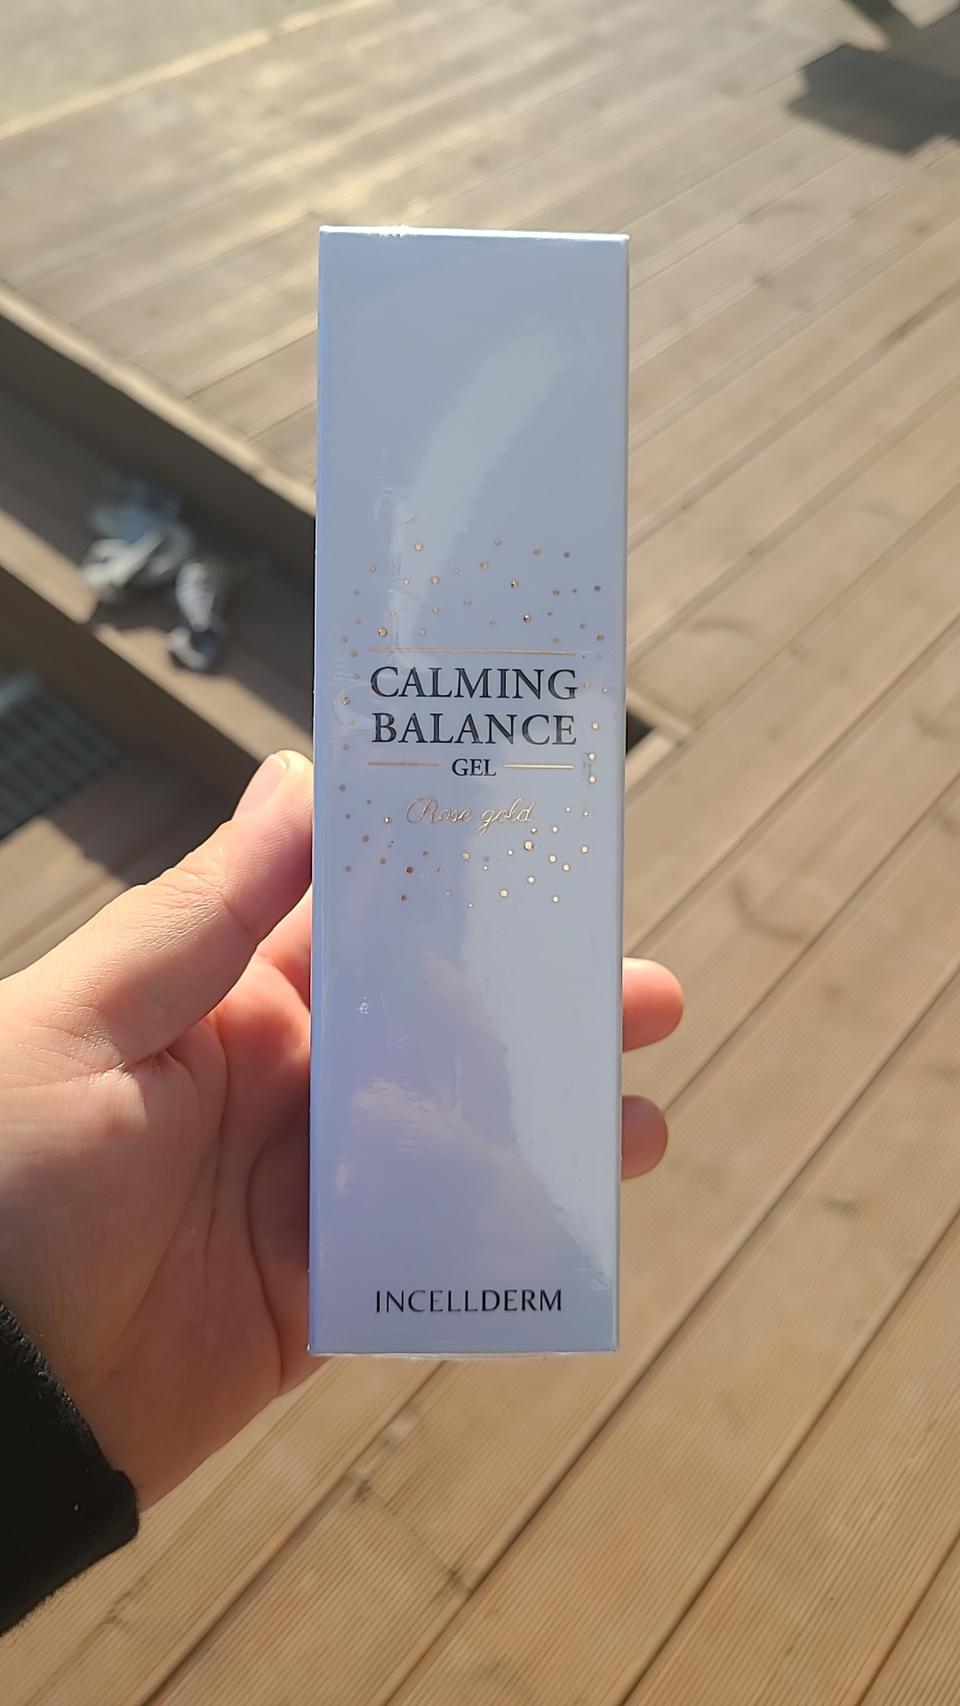 CALMING
BALANCE
GEL
Rose gold
INCELLDERM